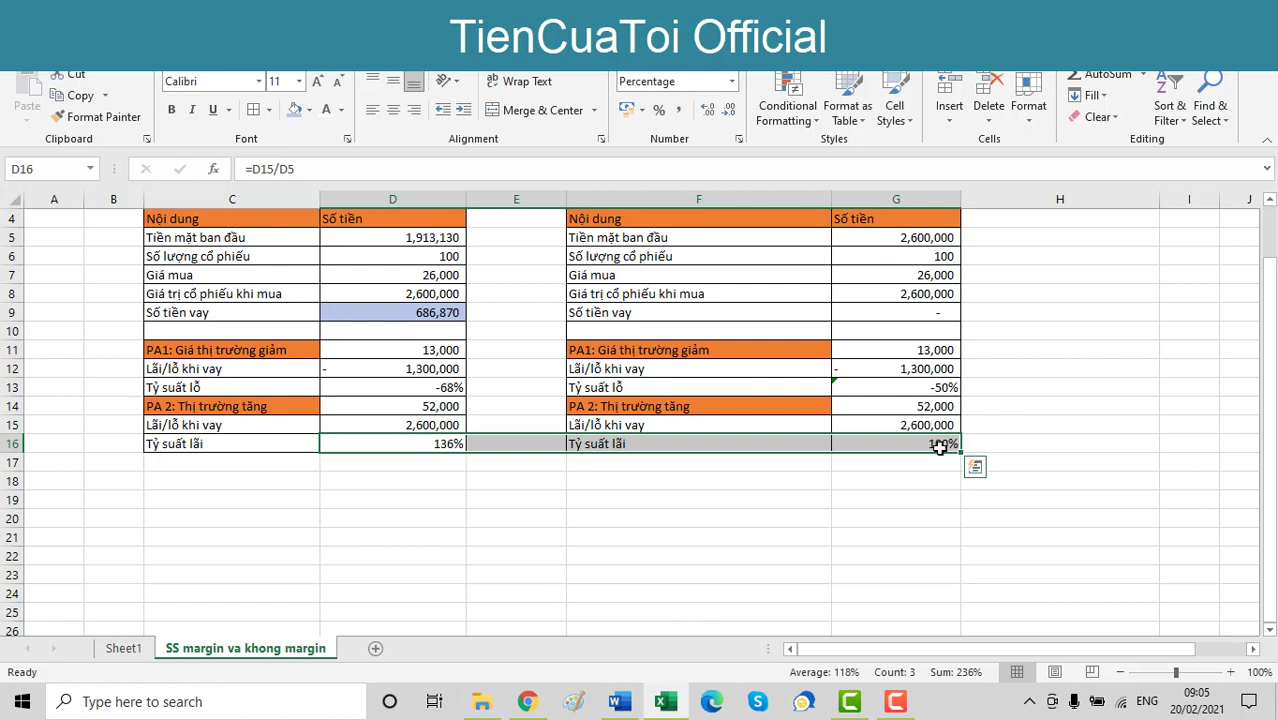 TienCuaToi Official
Cut
Calibri 11 Wrap Text Percentage AutoSum
Paste Copy Merge & Center Conditional Formatting Format as Table Cell Styles Insert Delete Format Fill Sort & Filter Find & Select
Format Painter Clear
Clipboard Font Alignment Number Styles Cells Editing
D16 fx =D15/D5
A B C D E F G H I J
4 Nội dung Số tiền Nội dung Số tiền
5 Tiền mặt ban đầu 1,913,130 Tiền mặt ban đầu 2,600,000
6 Số lượng cổ phiếu 100 Số lượng cổ phiếu 100
7 Giá mua 26,000 Giá mua 26,000
8 Giá trị cổ phiếu khi mua 2,600,000 Giá trị cổ phiếu khi mua 2,600,000
9 Số tiền vay 686,870 Số tiền vay -
10
11 PA1: Giá thị trường giảm 13,000 PA1: Giá thị trường giảm 13,000
12 Lãi/lỗ khi vay - 1,300,000 Lãi/lỗ khi vay - 1,300,000
13 Tỷ suất lỗ -68% Tỷ suất lỗ -50%
14 PA 2: Thị trường tăng 52,000 PA 2: Thị trường tăng 52,000
15 Lãi/lỗ khi vay 2,600,000 Lãi/lỗ khi vay 2,600,000
16 Tỷ suất lãi 136% Tỷ suất lãi
17
18
19
20
21
22
23
24
25
26
Sheet1 SS margin va khong margin
Ready Average: 118% Count: 3 Sum: 236% 100%
Type here to search ENG 09:05
20/02/2021